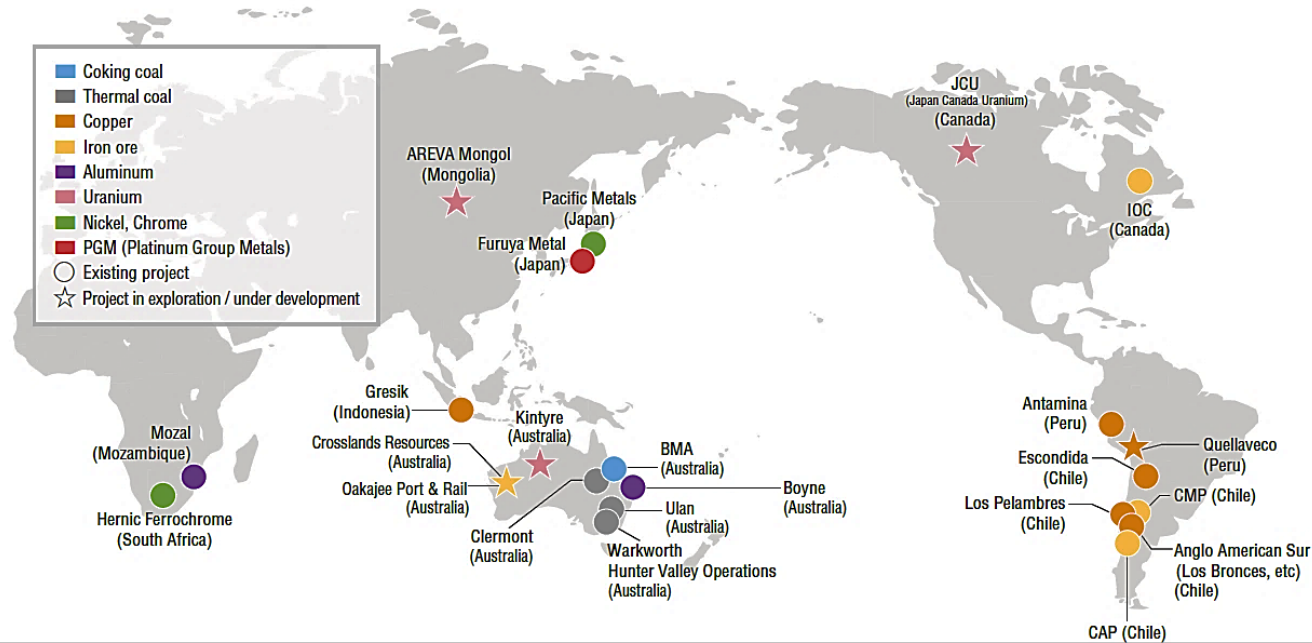 Coking coal
Thermal coal
Copper
Iron ore
Aluminum
Uranium
Nickel, Chrome
PGM (Platinum Group Metals)
Existing project
Project in exploration / under development
AREVA Mongol
(Mongolia)
Pacific Metals
(Japan)
Furuya Metal
(Japan)
JCU
(Japan Canada Uranium)
(Canada)
IOC
(Canada)
Mozal
(Mozambique)
Hernic Ferrochrome
(South Africa)
Gresik
(Indonesia)
Crosslands Resources
(Australia)
Oakajee Port & Rail
(Australia)
Kintyre
(Australia)
BMA
(Australia)
Boyne
(Australia)
Ulan
(Australia)
Clermont
(Australia)
Warkworth
Hunter Valley Operations
(Australia)
Antamina
(Peru)
Quellaveco
(Peru)
Escondida
(Chile)
CMP (Chile)
Los Pelambres
(Chile)
Anglo American Sur
(Los Bronces, etc)
(Chile)
CAP (Chile)